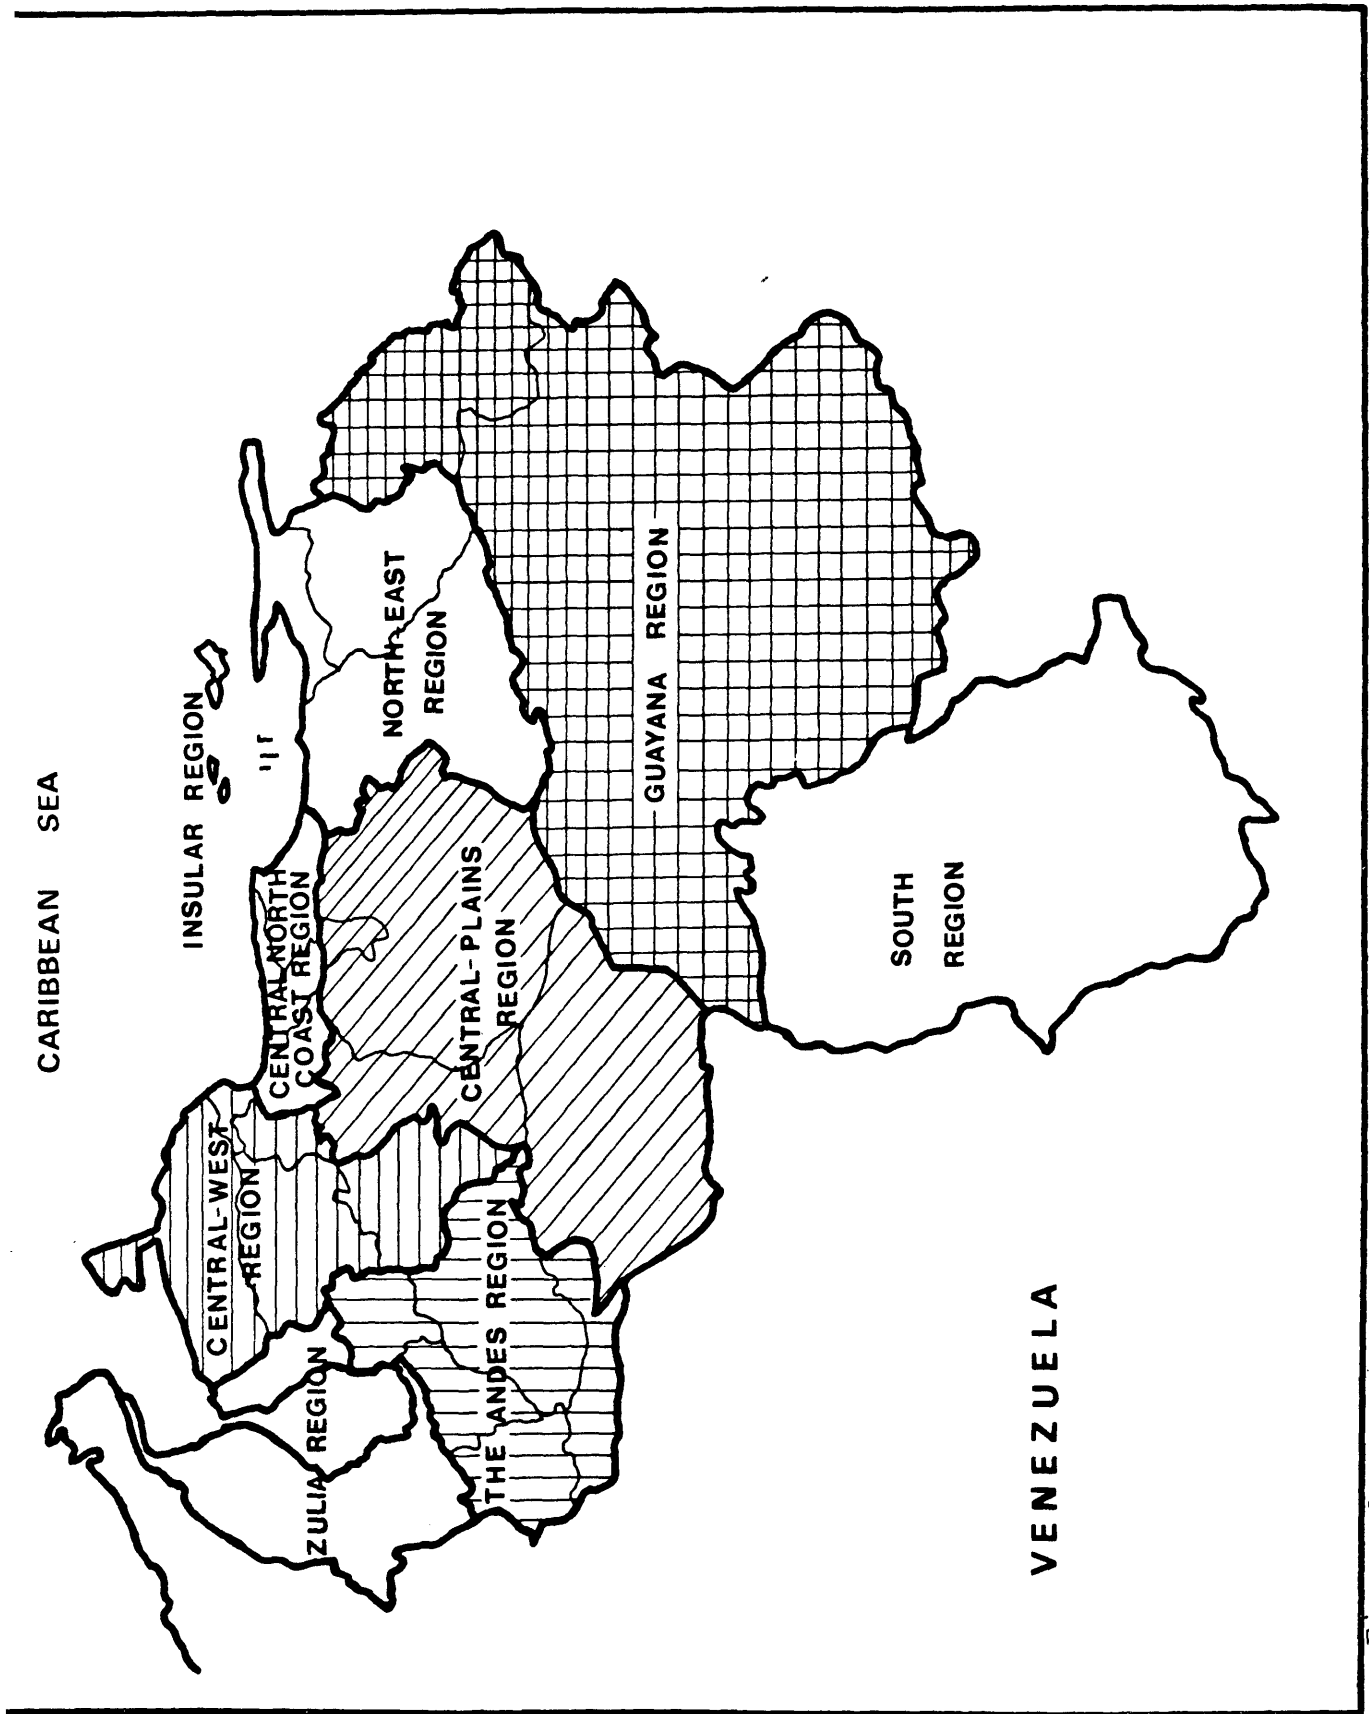 CARIBBEAN SEA
INSULAR REGION
CENTRAL NORTH
COAST REGION
CENTRAL-WEST
REGION
ZULIA REGION
NORTH-EAST
REGION
CENTRAL-PLAINS
REGION
THE ANDES REGION
GUAYANA REGION
SOUTH
REGION
VENEZUELA